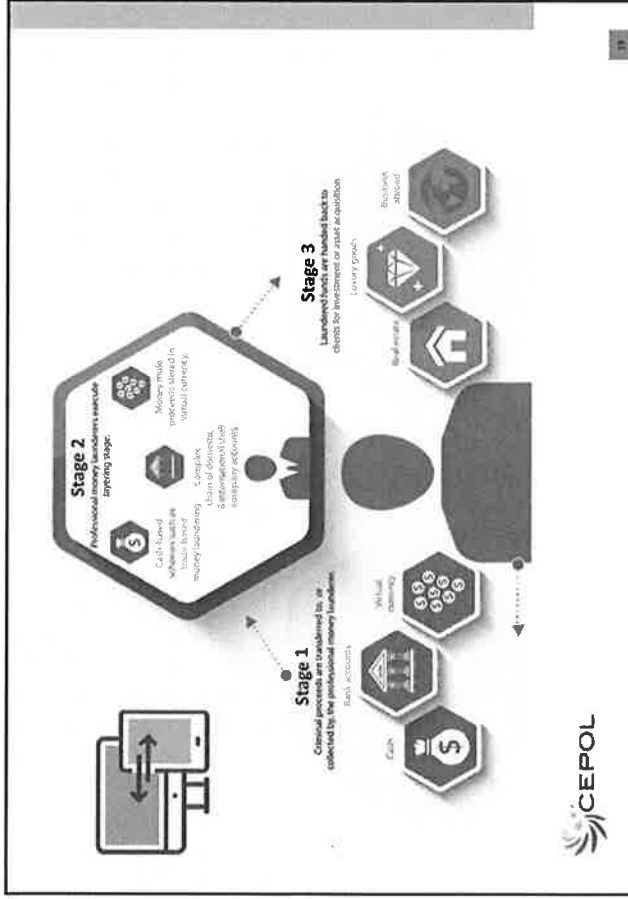 Stage 2
Professional money launderers execute
layering stage.
Cash-based
schemes such as
trade-based
money laundering
Complex
chain of domestic
& international shell
company accounts
Money mule
proceeds stored in
virtual currency.
Stage 1
Criminal proceeds are transferred to, or
collected by, the professional money launderer.
Cash
Bank accounts
Virtual
currency
Stage 3
Laundered funds are handed back to
clients for investment or asset acquisition
Real estate
Luxury goods
Business
abroad
CEPOL